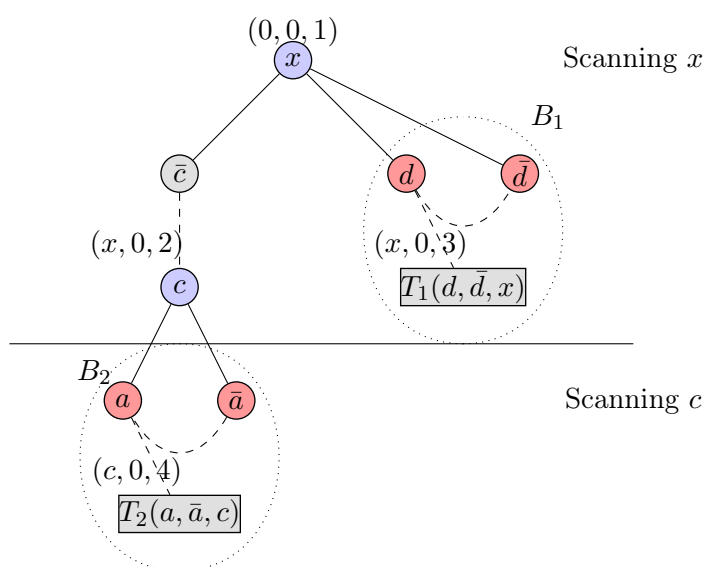 (0, 0, 1)
x
Scanning x
B₁
c̄
d
d̄
(x, 0, 2)
(x, 0, 3)
c
T₁(d, d̄, x)
B₂
a
ā
Scanning c
(c, 0, 4)
T₂(a, ā, c)